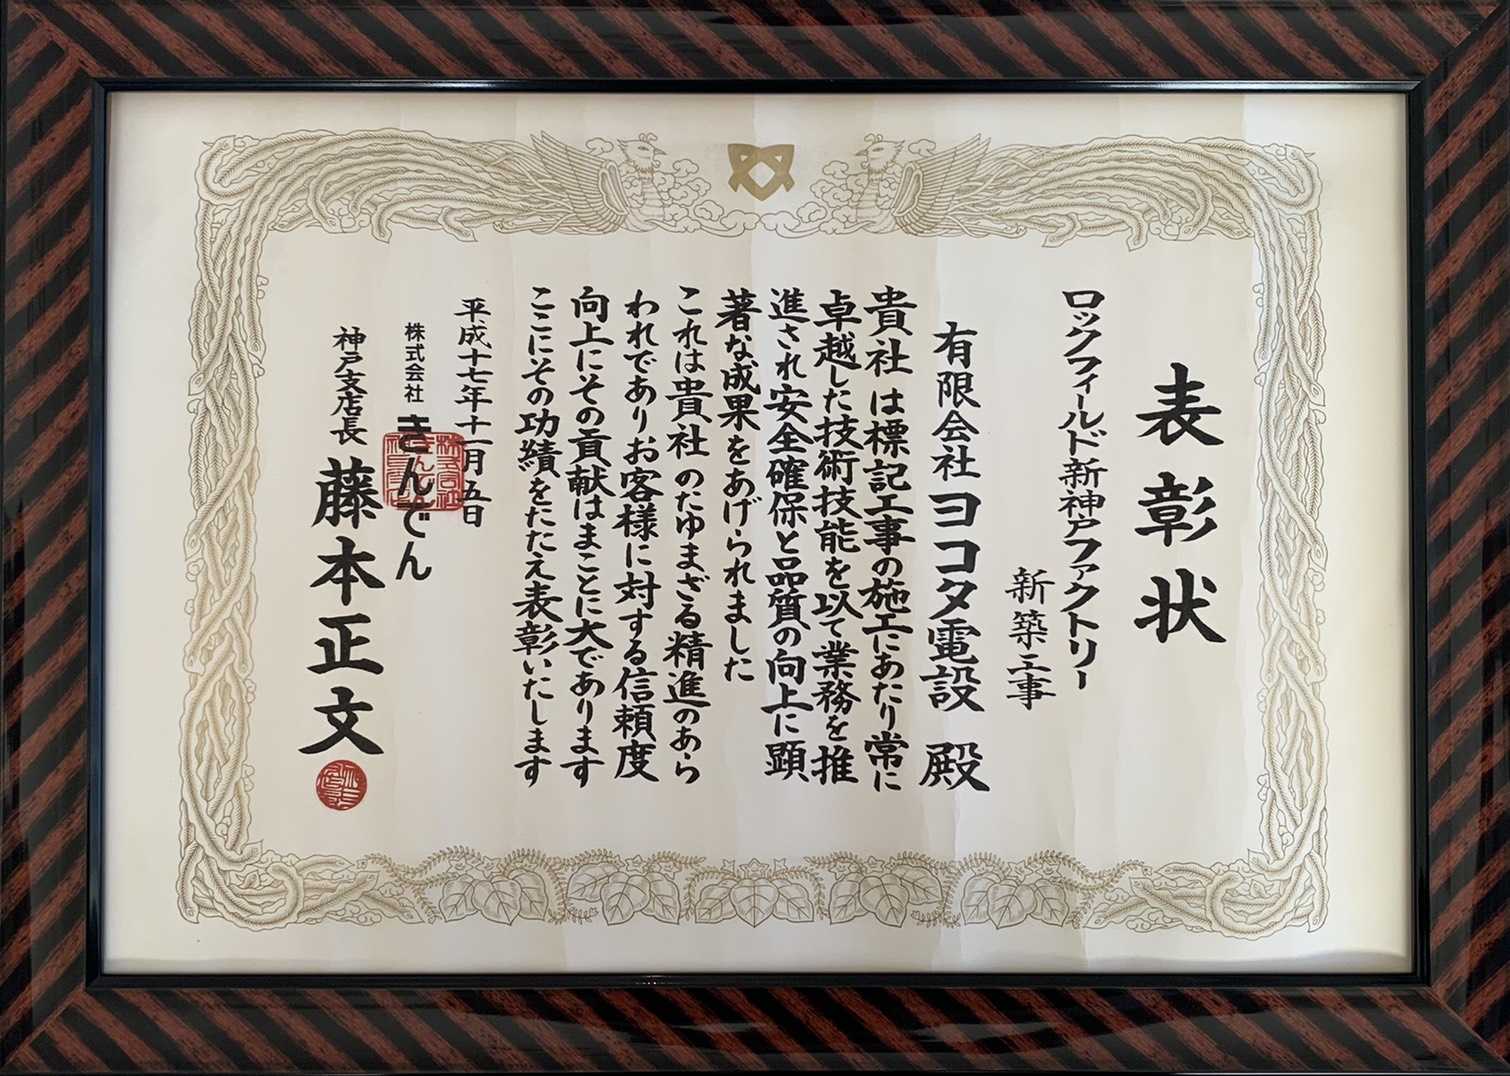 表彰状
ロックフィールド新神戸ファクトリー
新築工事
有限会社ヨコタ電設 殿
貴社は標記工事の施工にあたり常に
卓越した技術技能を以て業務を推
進され安全確保と品質の向上に顕
著な成果をあげられました
これは貴社のたゆまざる精進のあら
われでありお客様に対する信頼度
向上にその貢献はまことに大であります
ここにその功績をたたえ表彰いたします
平成十七年十一月五日
株式会社きんでん
神戸支店長 藤本正文